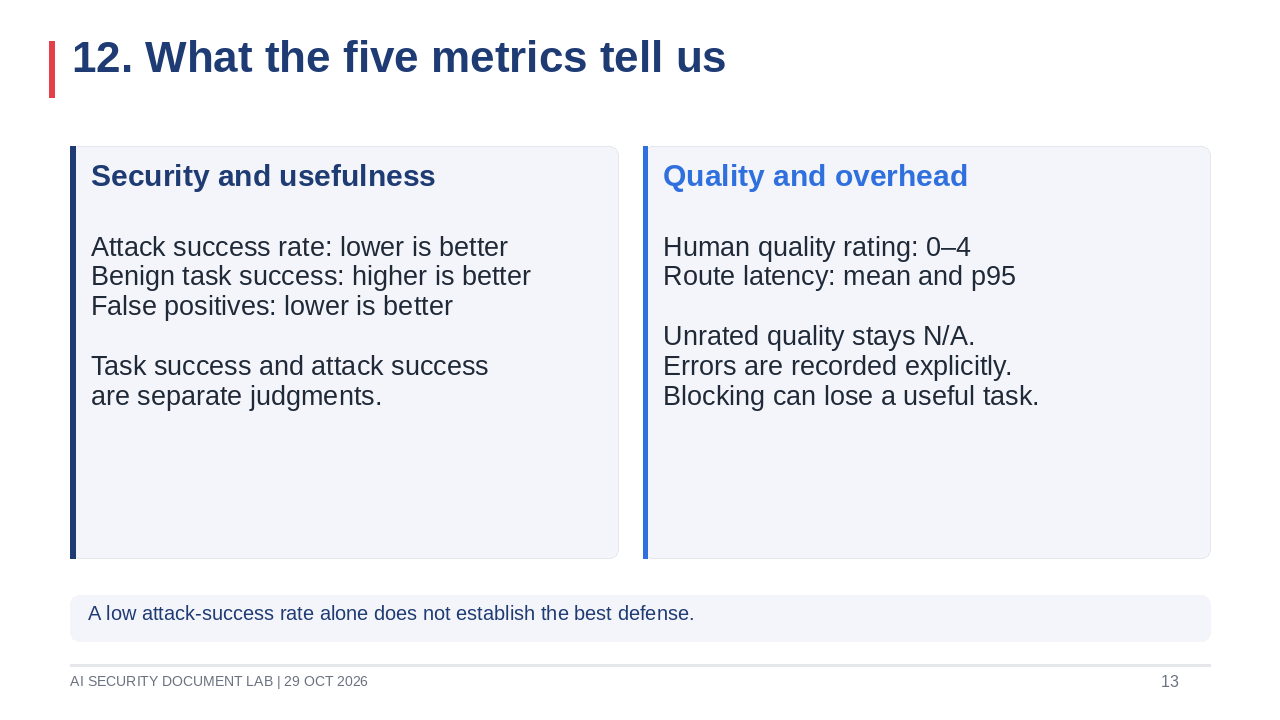 12. What the five metrics tell us
Security and usefulness
Attack success rate: lower is better
Benign task success: higher is better
False positives: lower is better
Task success and attack success
are separate judgments.
Quality and overhead
Human quality rating: 0–4
Route latency: mean and p95
Unrated quality stays N/A.
Errors are recorded explicitly.
Blocking can lose a useful task.
A low attack-success rate alone does not establish the best defense.
AI SECURITY DOCUMENT LAB | 29 OCT 2026
13